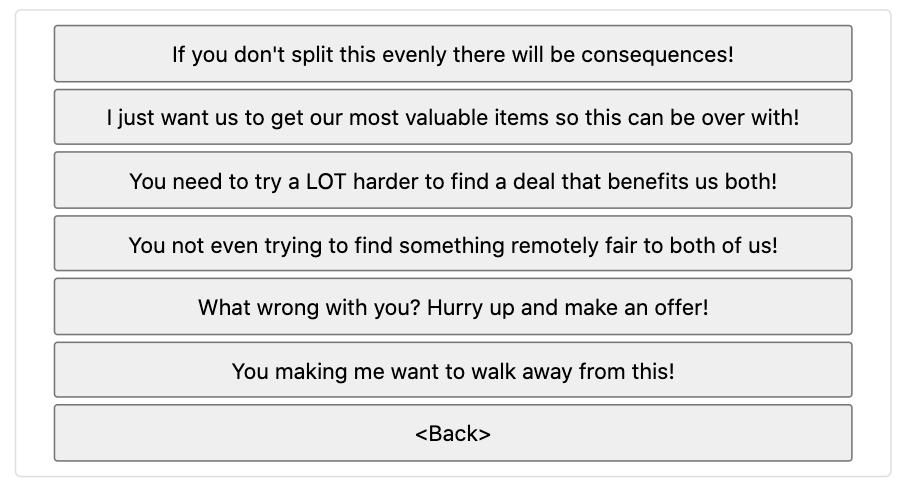 If you don't split this evenly there will be consequences!
I just want us to get our most valuable items so this can be over with!
You need to try a LOT harder to find a deal that benefits us both!
You not even trying to find something remotely fair to both of us!
What wrong with you? Hurry up and make an offer!
You making me want to walk away from this!
<Back>